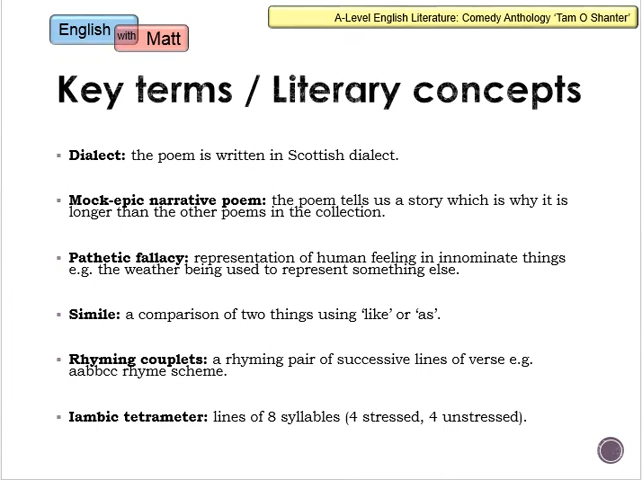 English
with
Matt
A-Level English Literature: Comedy Anthology ‘Tam O Shanter’
Key terms / Literary concepts
▪ Dialect: the poem is written in Scottish dialect.
▪ Mock-epic narrative poem: the poem tells us a story which is why it is
longer than the other poems in the collection.
▪ Pathetic fallacy: representation of human feeling in innominate things
e.g. the weather being used to represent something else.
▪ Simile: a comparison of two things using ‘like’ or ‘as’.
▪ Rhyming couplets: a rhyming pair of successive lines of verse e.g.
aabbcc rhyme scheme.
▪ Iambic tetrameter: lines of 8 syllables (4 stressed, 4 unstressed).